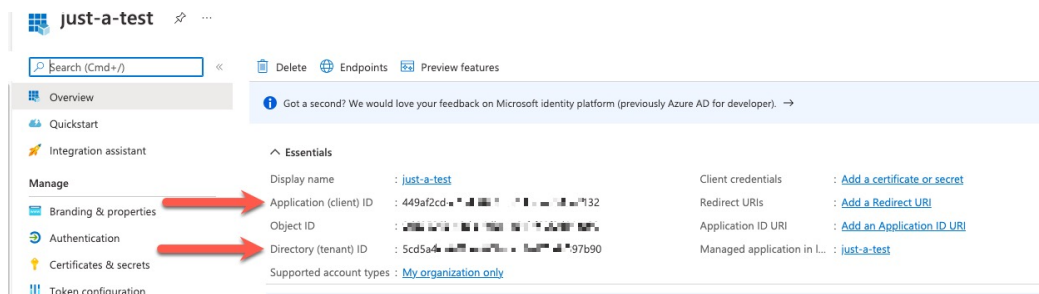 just-a-test
Search (Cmd+/)
Delete
Endpoints
Preview features
Overview
Got a second? We would love your feedback on Microsoft identity platform (previously Azure AD for developer). →
Quickstart
Integration assistant
Essentials
Manage
Display name : just-a-test
Client credentials : Add a certificate or secret
Application (client) ID : 449af2cd- 132
Redirect URIs : Add a Redirect URI
Branding & properties
Object ID :
Application ID URI : Add an Application ID URI
Authentication
Directory (tenant) ID : 5cd5a4 97b90
Managed application in l... : just-a-test
Certificates & secrets
Supported account types : My organization only
Token configuration